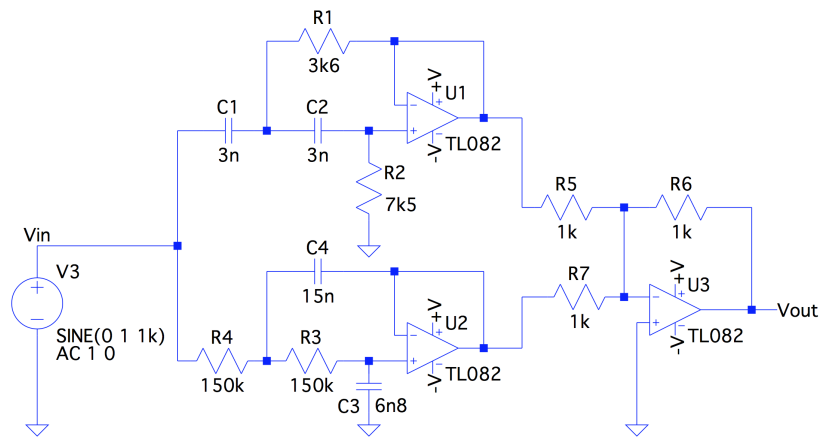 R1
3k6
+V
U1
C1
C2
-V
TL082
3n
3n
R2
7k5
R5
R6
1k
1k
Vin
V3
C4
15n
R7
+V
U3
1k
+V
U2
Vout
SINE(0 1 1k)
AC 1 0
R4
R3
-V
TL082
150k
150k
-V
TL082
C3
6n8